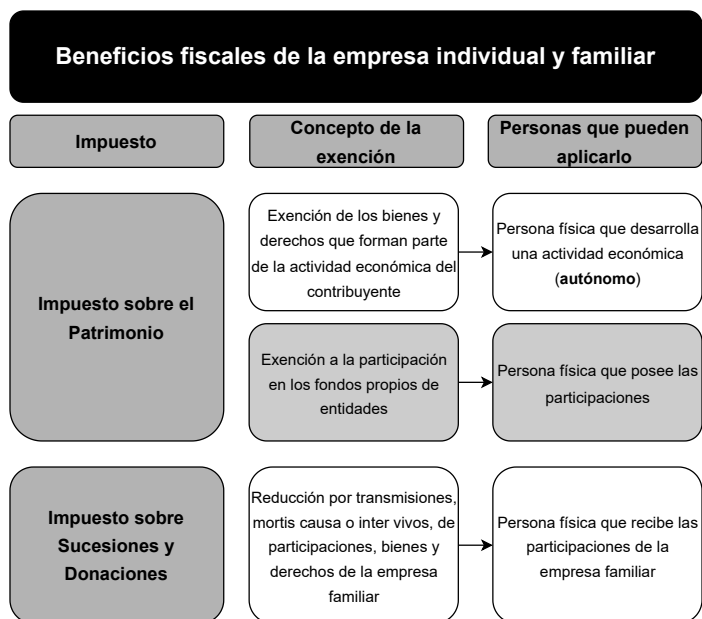 Beneficios fiscales de la empresa individual y familiar
Impuesto
Concepto de la
exención
Personas que pueden
aplicarlo
Impuesto sobre el
Patrimonio
Exención de los bienes y
derechos que forman parte
de la actividad económica del
contribuyente
Persona física que desarrolla
una actividad económica
(autónomo)
Exención a la participación
en los fondos propios de
entidades
Persona física que posee las
participaciones
Impuesto sobre
Sucesiones y
Donaciones
Reducción por transmisiones,
mortis causa o inter vivos, de
participaciones, bienes y
derechos de la empresa
familiar
Persona física que recibe las
participaciones de la
empresa familiar